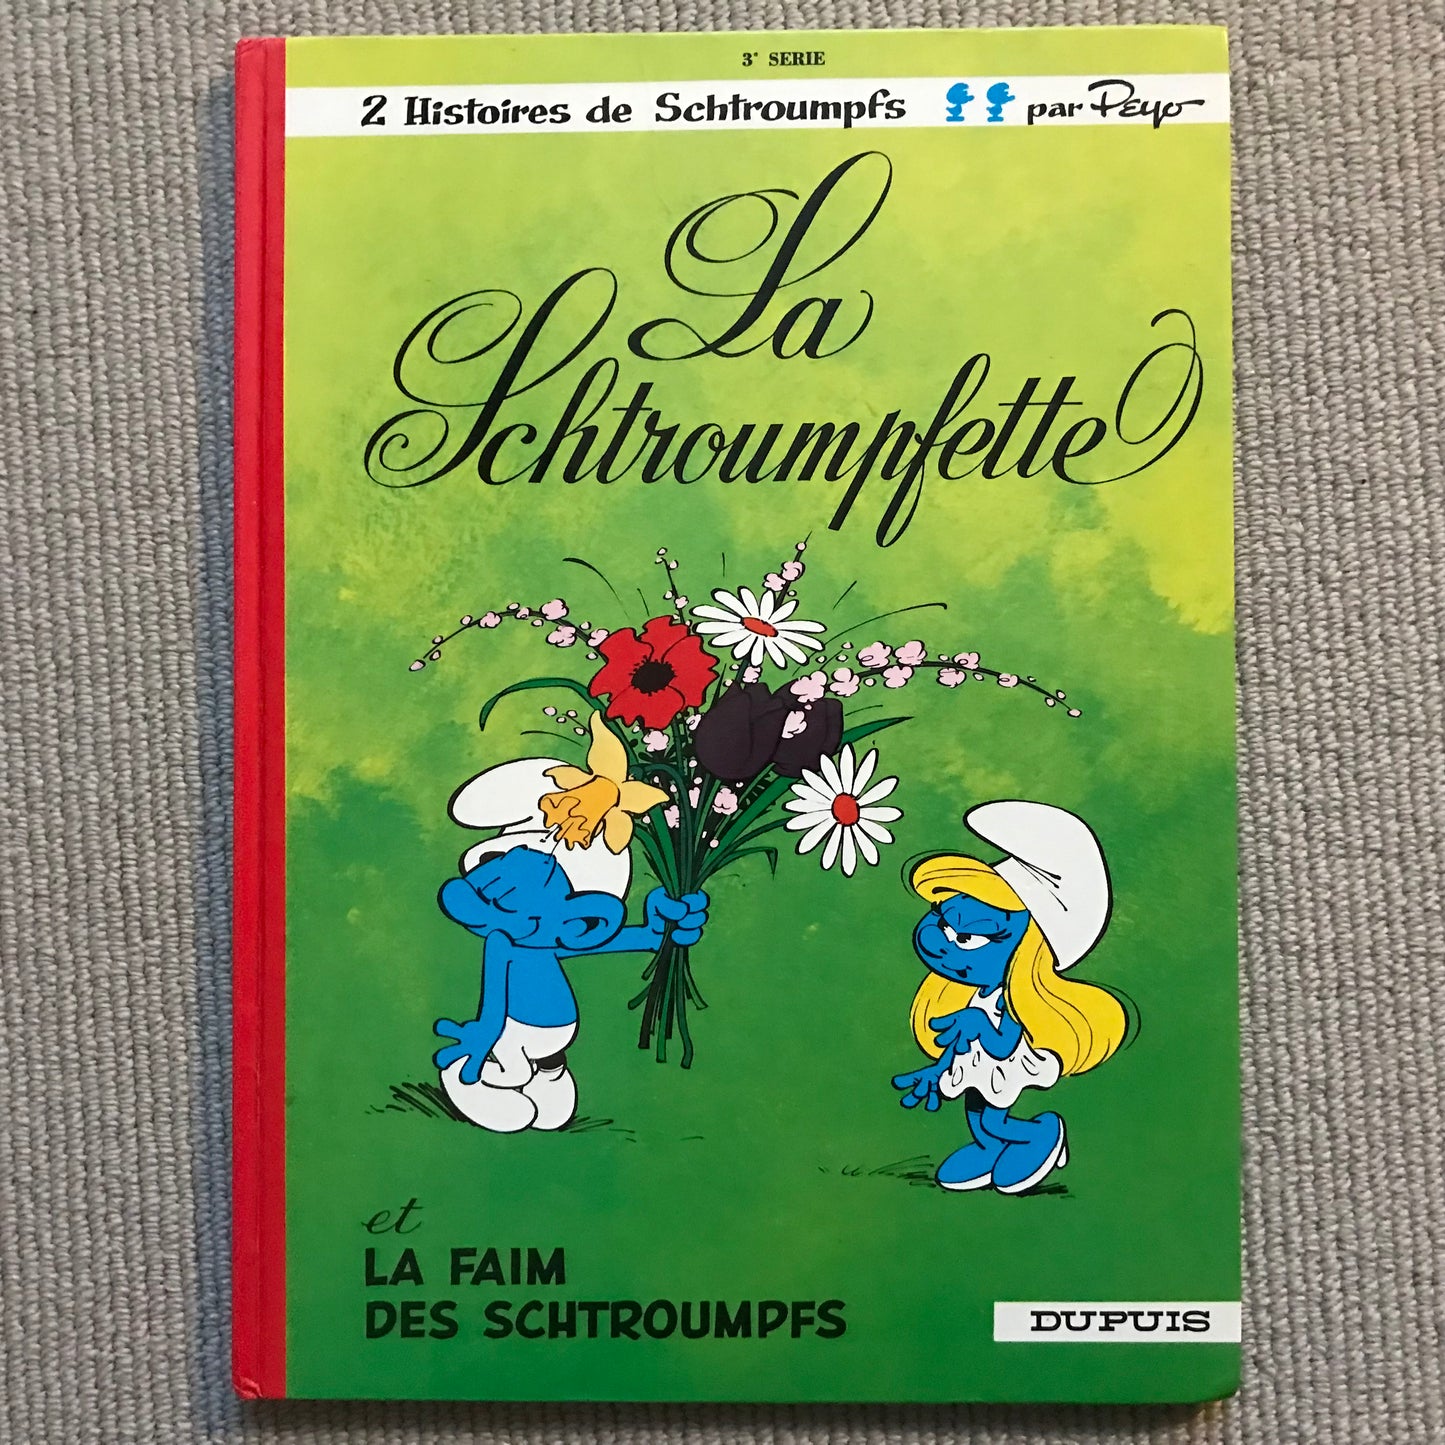 3e SERIE
2 Histoires de Schtroumpfs par Peyo
La
Schtroumpfette
et
LA FAIM
DES SCHTROUMPFS
DUPUIS